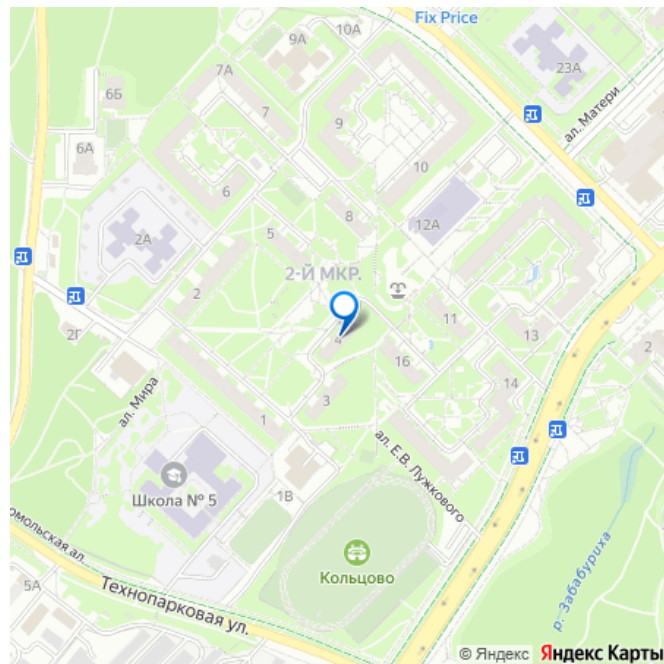 Fix Price
10А
9А
23А
7А
6Б
7
9
ал. Матери
6А
10
6
8
12А
2А
5
2-Й МКР.
2
11
13
2Г
4
16
2
14
ал. Мира
3
1
ал. Е.В. Лужкового
Школа № 5
1В
омольская ал.
Кольцово
р. Забабуриха
5А
Технопарковая ул.
© Яндекс Яндекс Карты